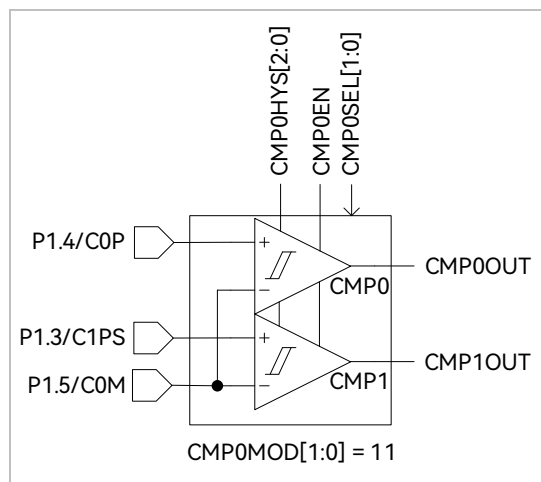 CMP0HYS[2:0]
CMP0EN
CMP0SEL[1:0]
P1.4/C0P
+
−
CMP0
CMP0OUT
P1.3/C1PS
+
P1.5/C0M
−
CMP1
CMP1OUT
CMP0MOD[1:0] = 11